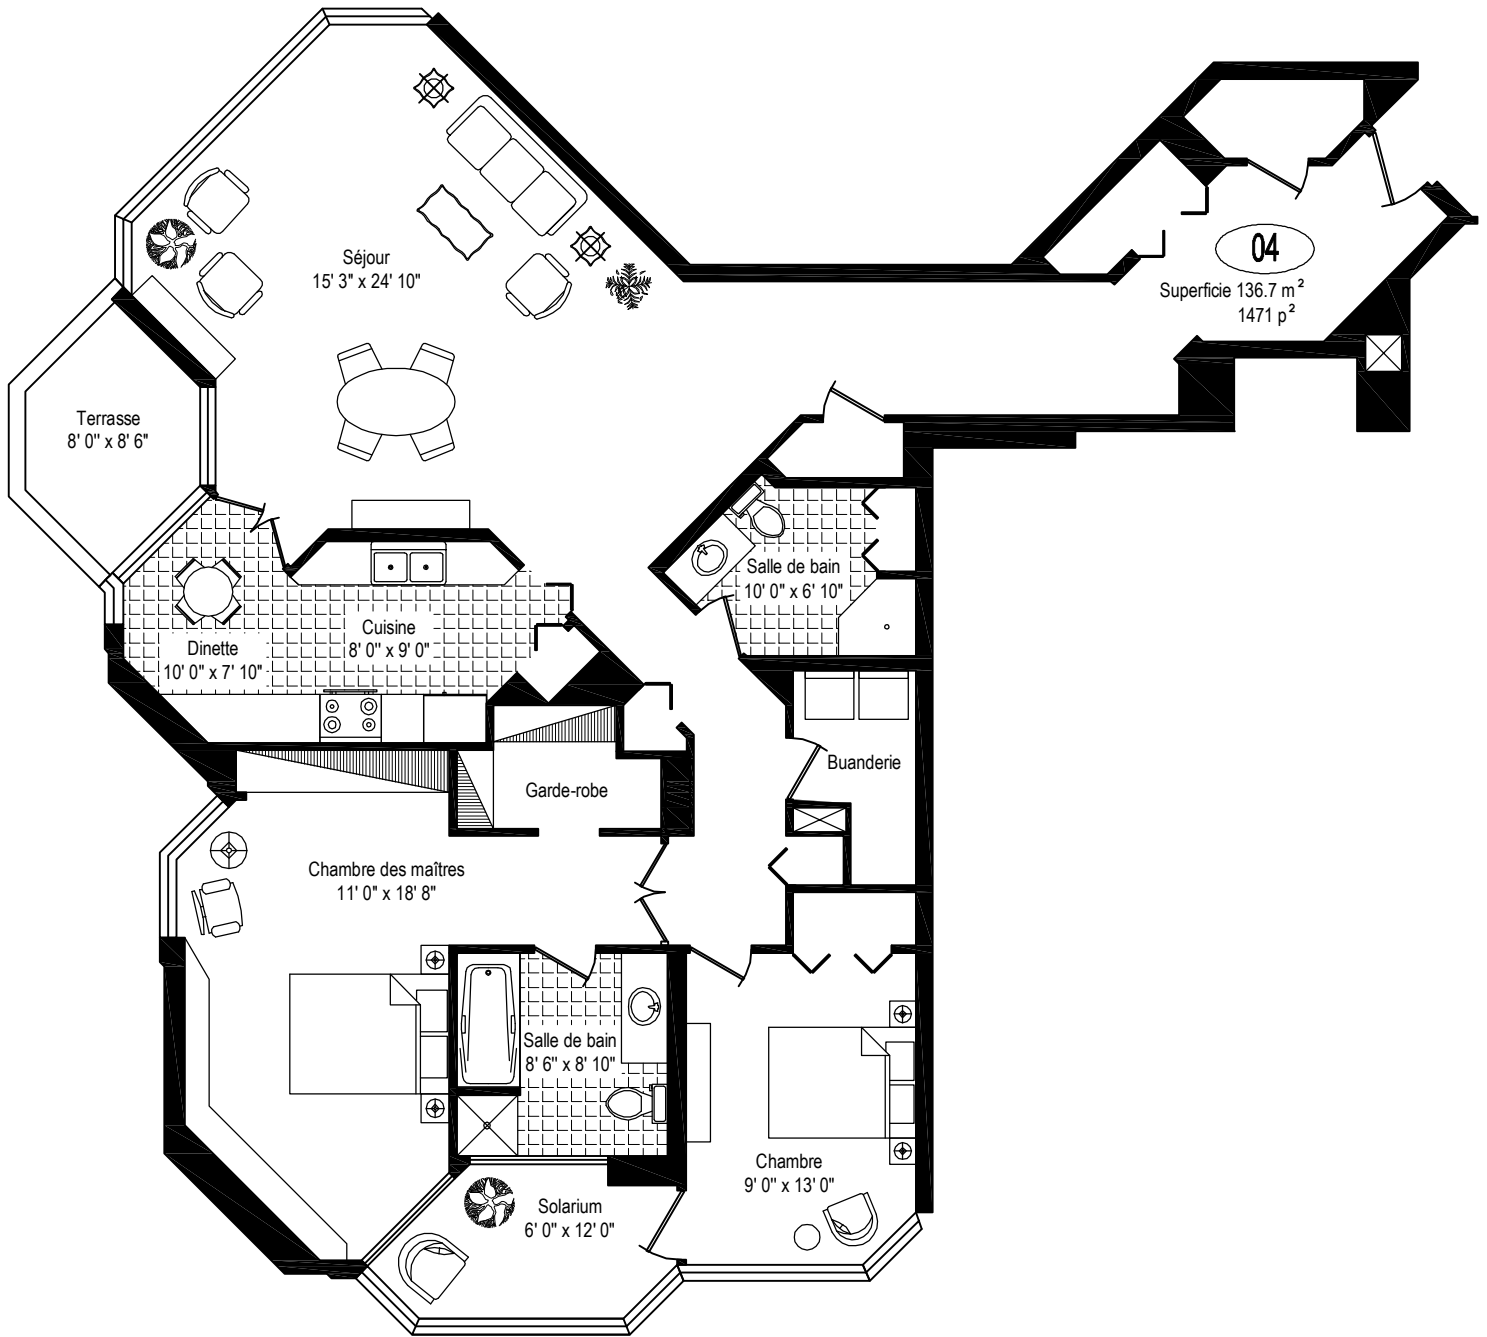 04
Superficie 136.7 m²
1471 p²
Séjour
15' 3" x 24' 10"
Terrasse
8' 0" x 8' 6"
Salle de bain
10' 0" x 6' 10"
Cuisine
8' 0" x 9' 0"
Dinette
10' 0" x 7' 10"
Buanderie
Garde-robe
Chambre des maîtres
11' 0" x 18' 8"
Salle de bain
8' 6" x 8' 10"
Chambre
9' 0" x 13' 0"
Solarium
6' 0" x 12' 0"